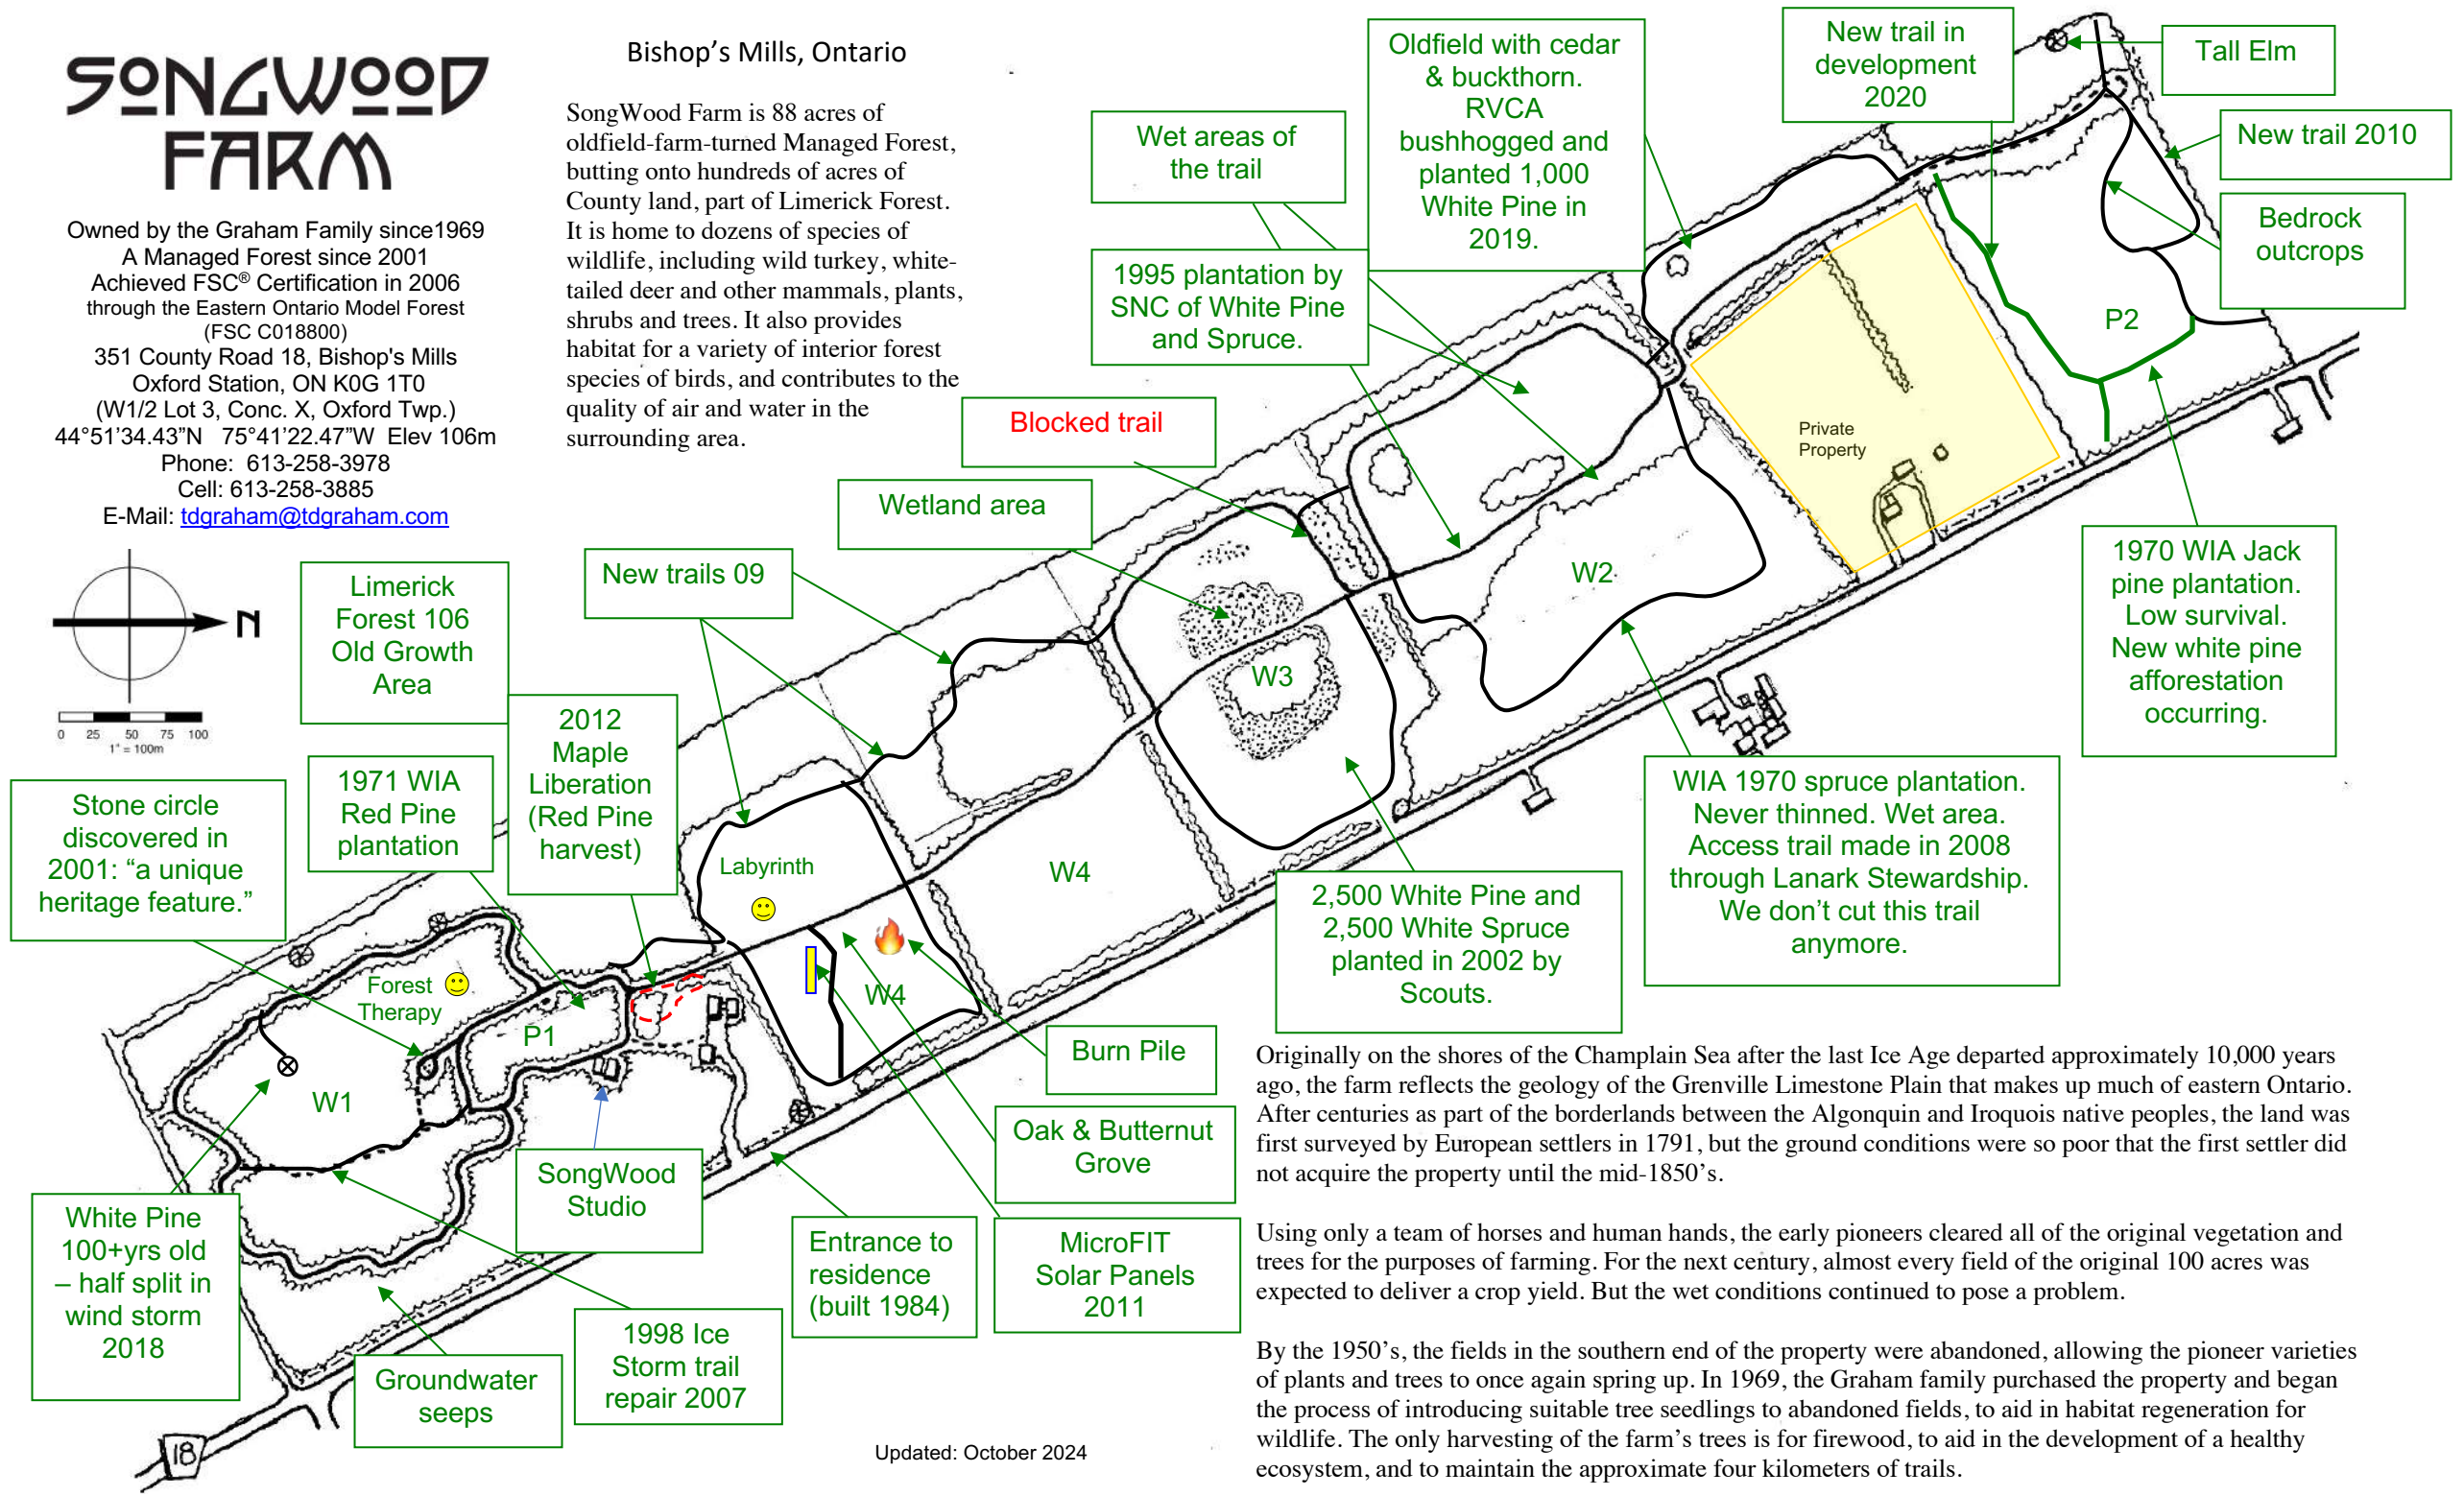 SONGWOOD
FARM
Owned by the Graham Family since1969
A Managed Forest since 2001
Achieved FSC® Certification in 2006
through the Eastern Ontario Model Forest
(FSC C018800)
351 County Road 18, Bishop's Mills
Oxford Station, ON K0G 1T0
(W1/2 Lot 3, Conc. X, Oxford Twp.)
44°51’34.43”N 75°41’22.47”W Elev 106m
Phone: 613-258-3978
Cell: 613-258-3885
E-Mail: tdgraham@tdgraham.com
Bishop’s Mills, Ontario
SongWood Farm is 88 acres of
oldfield-farm-turned Managed Forest,
butting onto hundreds of acres of
County land, part of Limerick Forest.
It is home to dozens of species of
wildlife, including wild turkey, white-
tailed deer and other mammals, plants,
shrubs and trees. It also provides
habitat for a variety of interior forest
species of birds, and contributes to the
quality of air and water in the
surrounding area.
Oldfield with cedar
& buckthorn.
RVCA
bushhogged and
planted 1,000
White Pine in
2019.
New trail in
development
2020
Tall Elm
New trail 2010
Bedrock
outcrops
Wet areas of
the trail
1995 plantation by
SNC of White Pine
and Spruce.
Blocked trail
Wetland area
New trails 09
P2
Private
Property
W2
W3
W4
1970 WIA Jack
pine plantation.
Low survival.
New white pine
afforestation
occurring.
N
0 25 50 75 100
1" = 100m
Limerick
Forest 106
Old Growth
Area
2012
Maple
Liberation
(Red Pine
harvest)
1971 WIA
Red Pine
plantation
Stone circle
discovered in
2001: “a unique
heritage feature.”
Labyrinth
Forest
Therapy
P1
W1
W4
WIA 1970 spruce plantation.
Never thinned. Wet area.
Access trail made in 2008
through Lanark Stewardship.
We don’t cut this trail
anymore.
2,500 White Pine and
2,500 White Spruce
planted in 2002 by
Scouts.
Burn Pile
Oak & Butternut
Grove
MicroFIT
Solar Panels
2011
Entrance to
residence
(built 1984)
SongWood
Studio
White Pine
100+yrs old
– half split in
wind storm
2018
1998 Ice
Storm trail
repair 2007
Groundwater
seeps
18
Updated: October 2024
Originally on the shores of the Champlain Sea after the last Ice Age departed approximately 10,000 years
ago, the farm reflects the geology of the Grenville Limestone Plain that makes up much of eastern Ontario.
After centuries as part of the borderlands between the Algonquin and Iroquois native peoples, the land was
first surveyed by European settlers in 1791, but the ground conditions were so poor that the first settler did
not acquire the property until the mid-1850’s.
Using only a team of horses and human hands, the early pioneers cleared all of the original vegetation and
trees for the purposes of farming. For the next century, almost every field of the original 100 acres was
expected to deliver a crop yield. But the wet conditions continued to pose a problem.
By the 1950’s, the fields in the southern end of the property were abandoned, allowing the pioneer varieties
of plants and trees to once again spring up. In 1969, the Graham family purchased the property and began
the process of introducing suitable tree seedlings to abandoned fields, to aid in habitat regeneration for
wildlife. The only harvesting of the farm’s trees is for firewood, to aid in the development of a healthy
ecosystem, and to maintain the approximate four kilometers of trails.